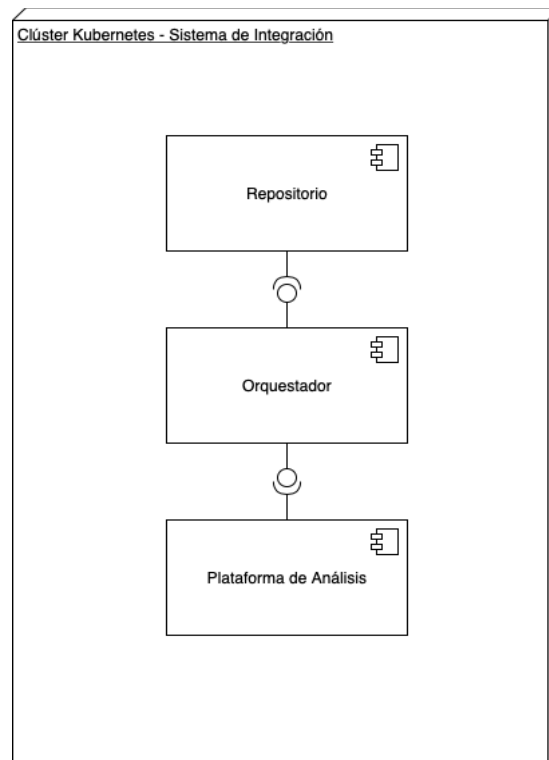 Clúster Kubernetes - Sistema de Integración
Repositorio
Orquestador
Plataforma de Análisis